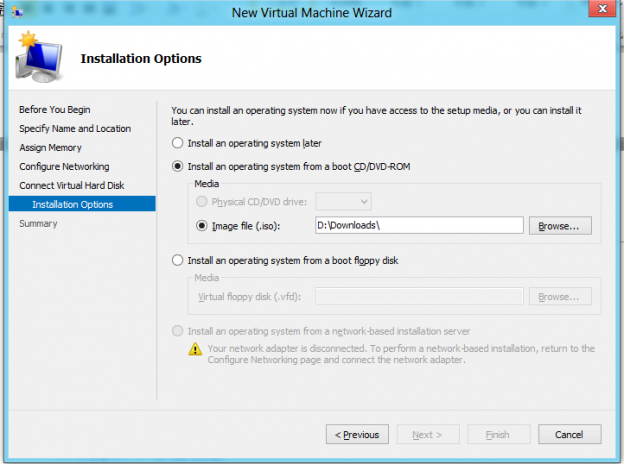 New Virtual Machine Wizard
Installation Options
Before You Begin
Specify Name and Location
Assign Memory
Configure Networking
Connect Virtual Hard Disk
Installation Options
Summary
You can install an operating system now if you have access to the setup media, or you can install it
later.
Install an operating system later
Install an operating system from a boot CD/DVD-ROM
Media
Physical CD/DVD drive:
Image file (.iso):
D:\Downloads\
Browse...
Install an operating system from a boot floppy disk
Media
Virtual floppy disk (.vfd):
Browse...
Install an operating system from a network-based installation server
Your network adapter is disconnected. To perform a network-based installation, return to the
Configure Networking page and connect the network adapter.
< Previous
Next >
Finish
Cancel